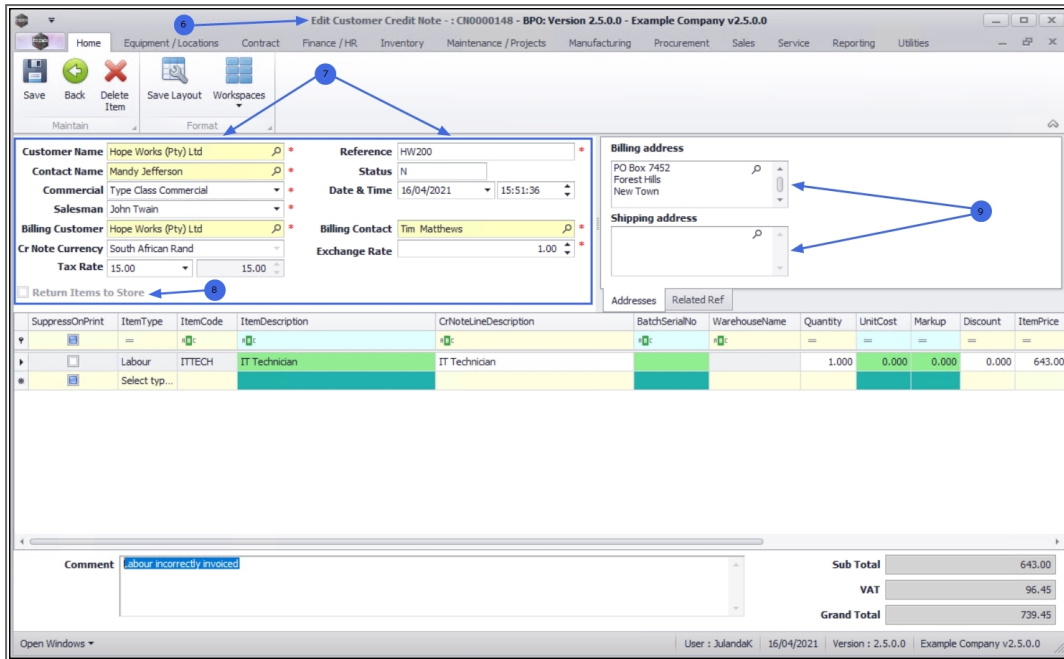 Edit Customer Credit Note - : CN0000148 - BPO: Version 2.5.0.0 - Example Company v2.5.0.0
6
Home Equipment / Locations Contract Finance / HR Inventory Maintenance / Projects Manufacturing Procurement Sales Service Reporting Utilities
Save Back Delete Item Save Layout Workspaces
7
Maintain Format
Customer Name Hope Works (Pty) Ltd * Reference HW200 *
Contact Name Mandy Jefferson * Status N
Commercial Type Class Commercial * Date & Time 16/04/2021 15:51:36
Salesman John Twain *
Billing Customer Hope Works (Pty) Ltd * Billing Contact Tim Matthews *
Cr Note Currency South African Rand Exchange Rate 1.00 *
Tax Rate 15.00 15.00
Return Items to Store 8
Billing address
PO Box 7452
Forest Hills
New Town
9
Shipping address
Addresses Related Ref
SuppressOnPrint ItemType ItemCode ItemDescription CrNoteLineDescription BatchSerialNo WarehouseName Quantity UnitCost Markup Discount ItemPrice
Labour ITTECH IT Technician IT Technician 1.000 0.000 0.000 0.000 643.00
Select typ...
Comment Labour incorrectly invoiced
Sub Total 643.00
VAT 96.45
Grand Total 739.45
Open Windows User : JulandaK 16/04/2021 Version : 2.5.0.0 Example Company v2.5.0.0